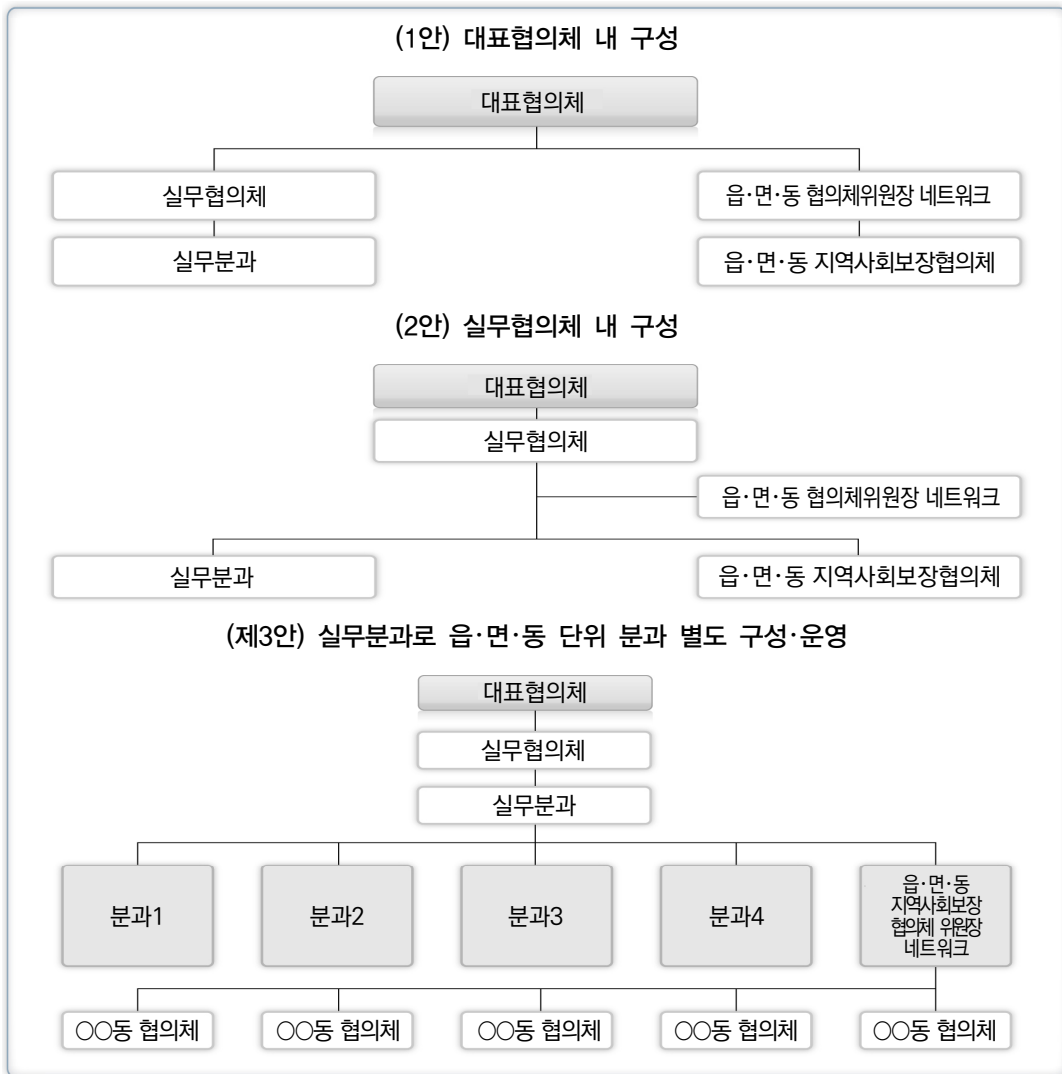 (1안) 대표협의체 내 구성
대표협의체
실무협의체
읍·면·동 협의체위원장 네트워크
실무분과
읍·면·동 지역사회보장협의체
(2안) 실무협의체 내 구성
대표협의체
실무협의체
읍·면·동 협의체위원장 네트워크
실무분과
읍·면·동 지역사회보장협의체
(제3안) 실무분과로 읍·면·동 단위 분과 별도 구성·운영
대표협의체
실무협의체
실무분과
분과1
분과2
분과3
분과4
읍·면·동
지역사회보장
협의체 위원장
네트워크
○○동 협의체
○○동 협의체
○○동 협의체
○○동 협의체
○○동 협의체